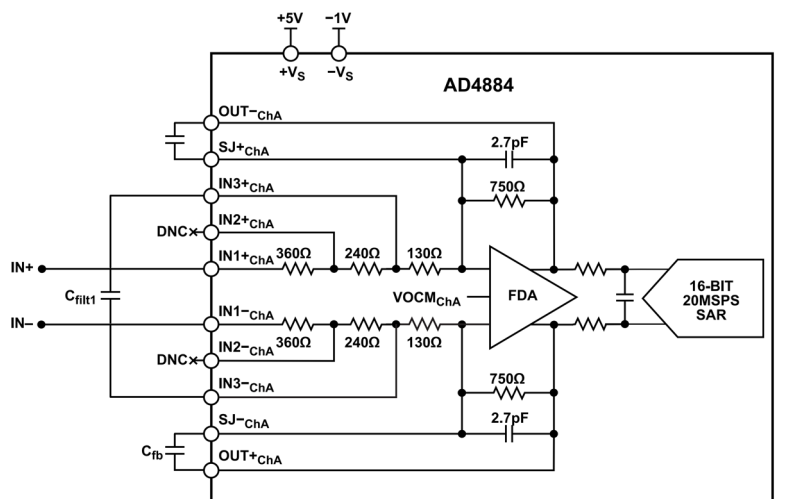 +5V −1V
+VS −VS
AD4884
OUT−ChA
SJ+ChA
2.7pF
IN3+ChA
750Ω
DNC IN2+ChA
IN+ IN1+ChA 360Ω 240Ω 130Ω
Cfilt1
VOCMChA FDA
16-BIT
20MSPS
SAR
IN− IN1−ChA
360Ω 240Ω 130Ω
DNC IN2−ChA
IN3−ChA
750Ω
SJ−ChA
2.7pF
Cfb
OUT+ChA